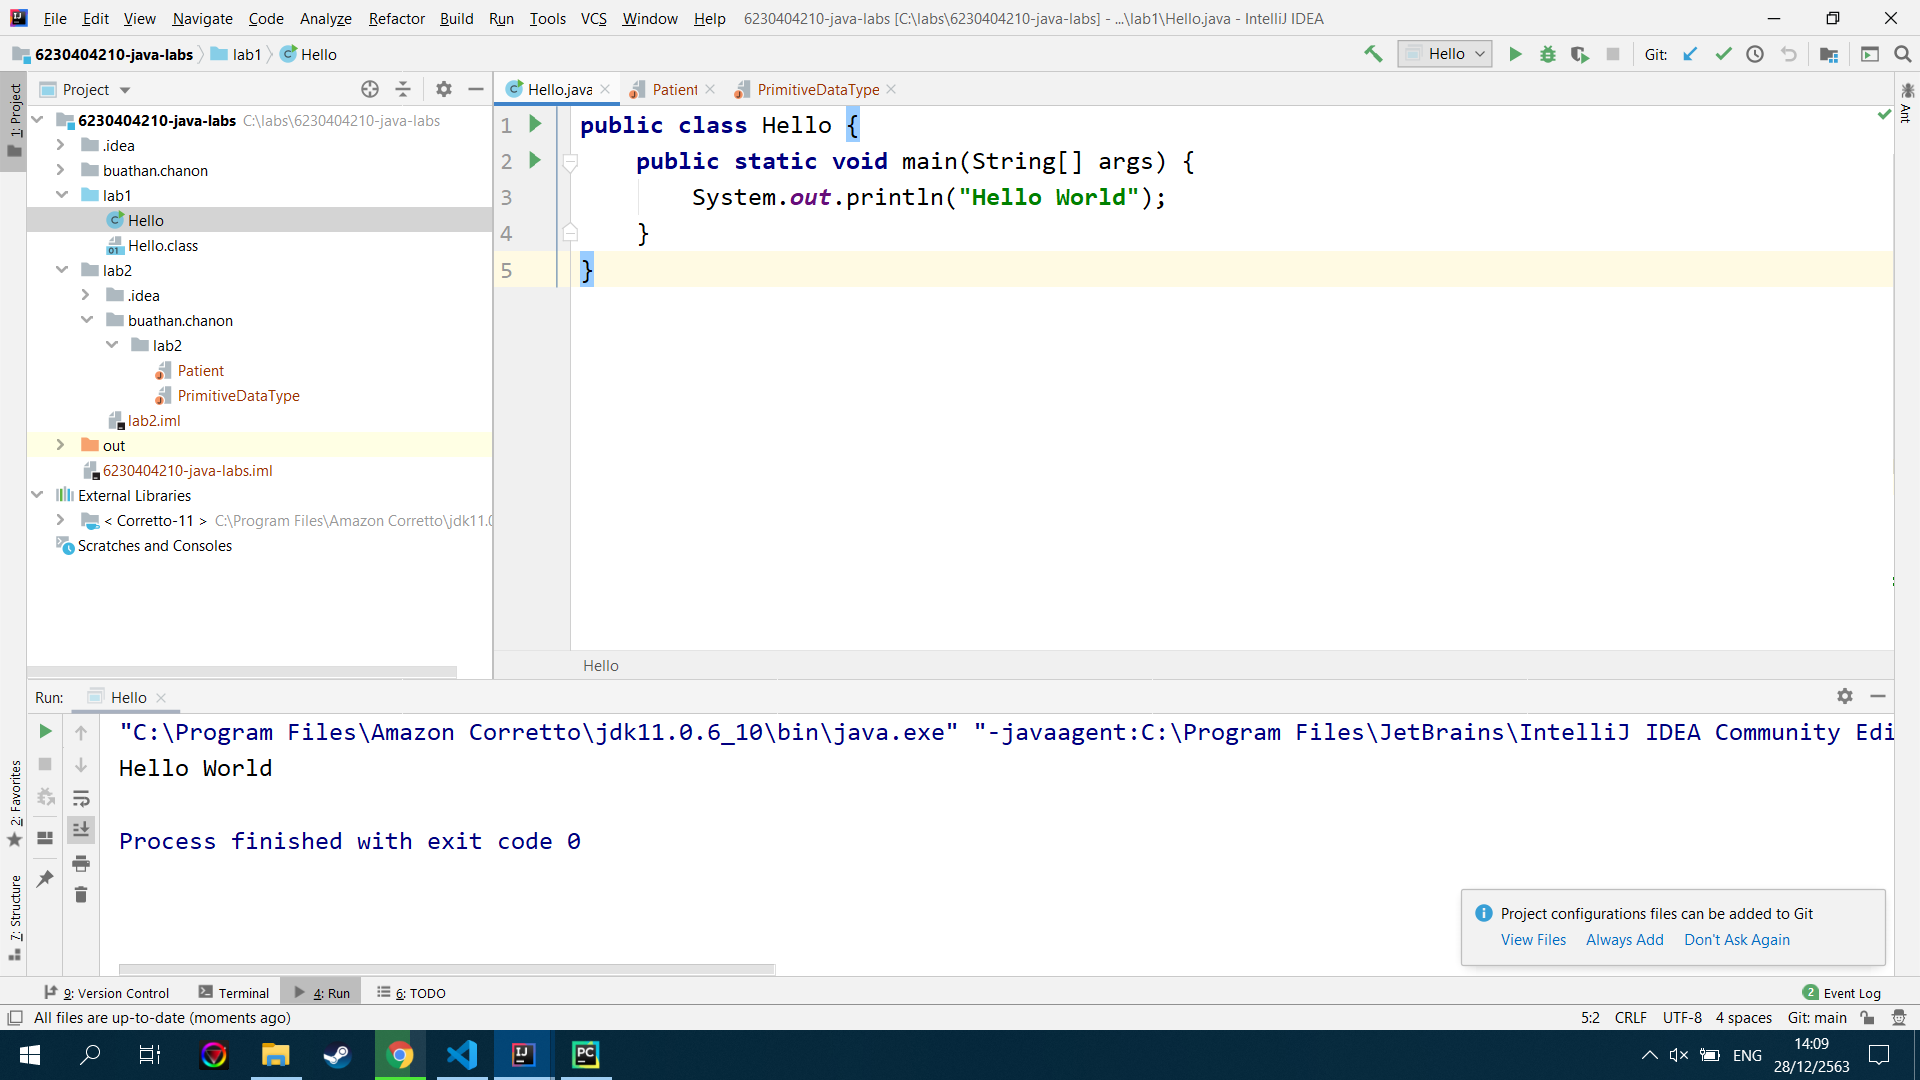 File Edit View Navigate Code Analyze Refactor Build Run Tools VCS Window Help 6230404210-java-labs [C:\labs\6230404210-java-labs] - ...\lab1\Hello.java - IntelliJ IDEA
6230404210-java-labs lab1 Hello
Hello Git:
1: Project
Project
Hello.java Patient PrimitiveDataType
Ant
6230404210-java-labs C:\labs\6230404210-java-labs
.idea
buathan.chanon
lab1
Hello
Hello.class
lab2
.idea
buathan.chanon
lab2
Patient
PrimitiveDataType
lab2.iml
out
6230404210-java-labs.iml
External Libraries
< Corretto-11 > C:\Program Files\Amazon Corretto\jdk11.0
Scratches and Consoles
1 public class Hello {
2 public static void main(String[] args) {
3 System.out.println("Hello World");
4 }
5 }
Hello
Run: Hello
"C:\Program Files\Amazon Corretto\jdk11.0.6_10\bin\java.exe" "-javaagent:C:\Program Files\JetBrains\IntelliJ IDEA Community Edi
Hello World
Process finished with exit code 0
2: Favorites
7: Structure
Project configurations files can be added to Git
View Files Always Add Don't Ask Again
9: Version Control Terminal 4: Run 6: TODO 2 Event Log
All files are up-to-date (moments ago) 5:2 CRLF UTF-8 4 spaces Git: main
ENG 14:09
28/12/2563